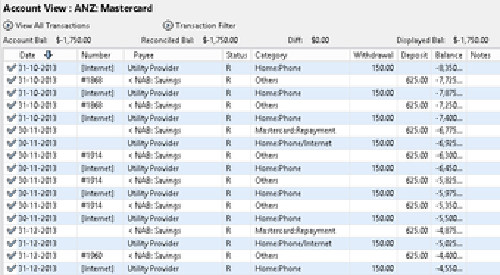 Account View : ANZ: Mastercard
View All Transactions Transaction Filter
Account Bal: $-1,750.00 Reconciled Bal: $-1,750.00 Diff: $0.00 Displayed Bal: $-1,750.00
Date Number Payee Status Category Withdrawal Deposit Balance Notes
31-10-2013 [Internet] Utility Provider R Home:Phone 150.00 -8,350...
31-10-2013 #1868 < NAB: Savings R Others 625.00 -7,725...
31-10-2013 [Internet] Utility Provider R Home:Phone 150.00 -7,875...
31-10-2013 #1868 < NAB: Savings R Others 625.00 -7,250...
31-10-2013 [Internet] Utility Provider R Home:Phone 150.00 -7,400...
30-11-2013 < NAB: Savings R Mastercard:Repayment 625.00 -6,775...
30-11-2013 Utility Provider R Home:Phone/Internet 150.00 -6,925...
30-11-2013 #1914 < NAB: Savings R Others 625.00 -6,300...
30-11-2013 [Internet] Utility Provider R Home:Phone 150.00 -6,450...
30-11-2013 #1914 < NAB: Savings R Others 625.00 -5,825...
30-11-2013 [Internet] Utility Provider R Home:Phone 150.00 -5,975...
30-11-2013 #1914 < NAB: Savings R Others 625.00 -5,350...
30-11-2013 [Internet] Utility Provider R Home:Phone 150.00 -5,500...
31-12-2013 < NAB: Savings R Mastercard:Repayment 625.00 -4,875...
31-12-2013 Utility Provider R Home:Phone/Internet 150.00 -5,025...
31-12-2013 #1960 < NAB: Savings R Others 625.00 -4,400...
31-12-2013 [Internet] Utility Provider R Home:Phone 150.00 -4,550...